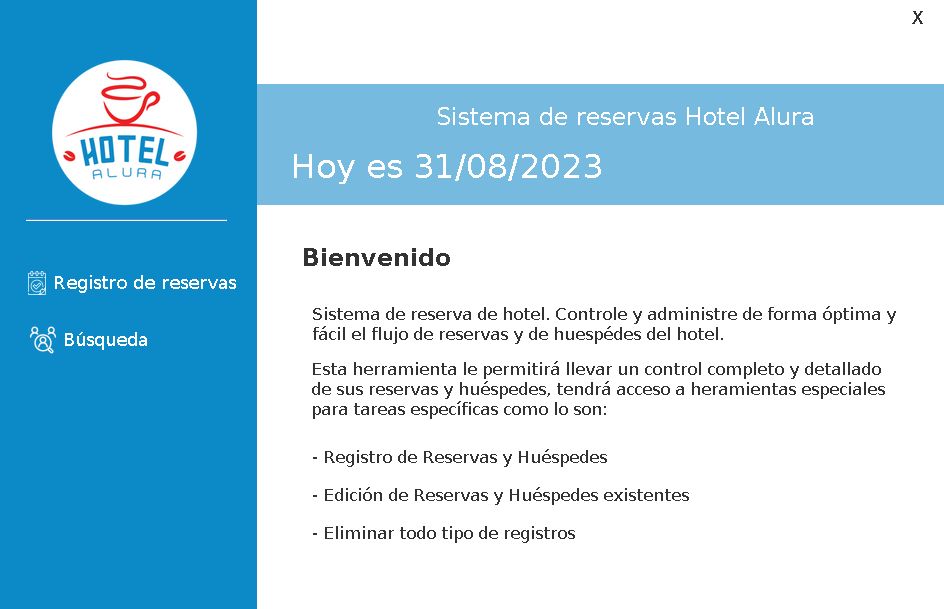 X
HOTEL
ALURA
Sistema de reservas Hotel Alura
Hoy es 31/08/2023
Registro de reservas
Búsqueda
Bienvenido
Sistema de reserva de hotel. Controle y administre de forma óptima y
fácil el flujo de reservas y de huespédes del hotel.
Esta herramienta le permitirá llevar un control completo y detallado
de sus reservas y huéspedes, tendrá acceso a heramientas especiales
para tareas específicas como lo son:
- Registro de Reservas y Huéspedes
- Edición de Reservas y Huéspedes existentes
- Eliminar todo tipo de registros